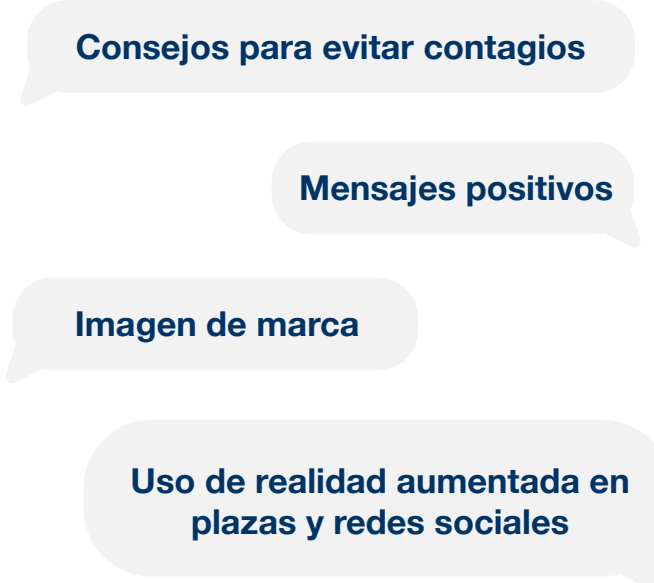 Consejos para evitar contagios
Mensajes positivos
Imagen de marca
Uso de realidad aumentada en
plazas y redes sociales